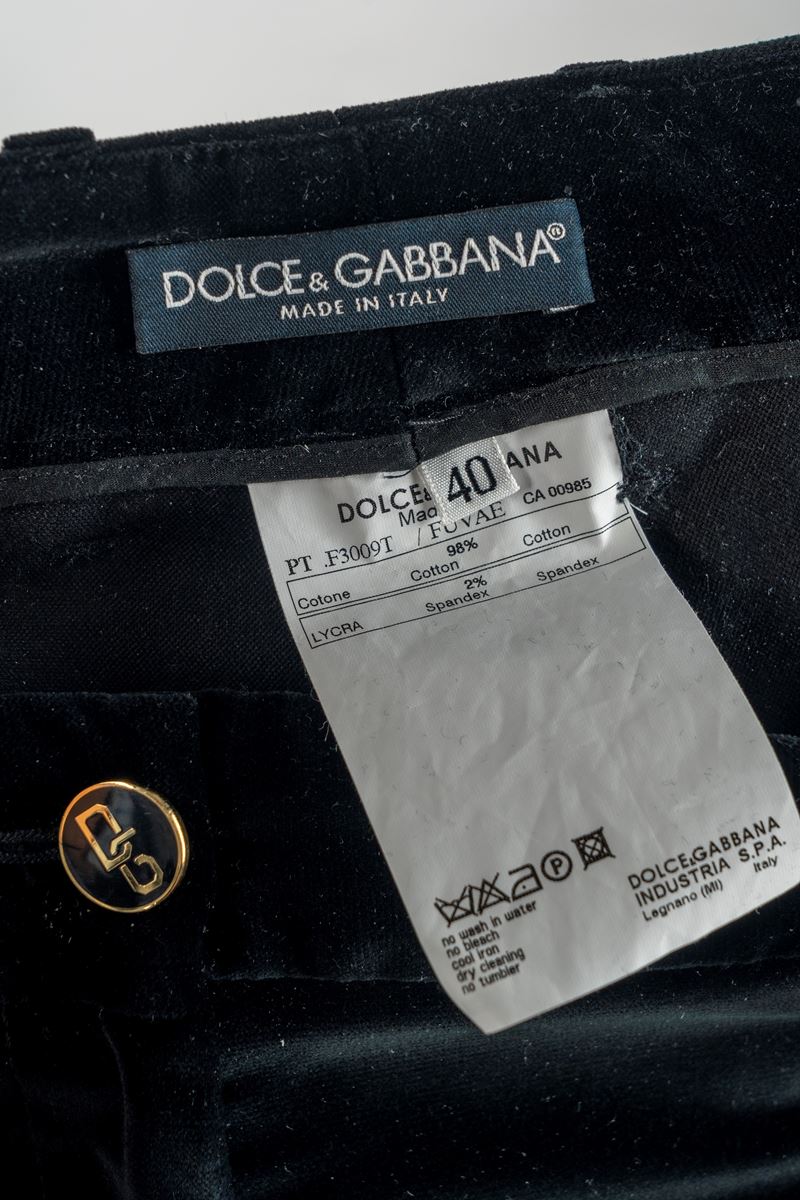 DOLCE & GABBANA®
MADE IN ITALY
40
DOLCE& ANA
Mad
PT .F3009T / FUVAE CA 00985
98%
Cotone Cotton Cotton
2%
LYCRA Spandex Spandex
DG
P
no wash in water
no bleach
cool iron
dry cleaning
no tumbler
DOLCE&GABBANA
INDUSTRIA S.P.A.
Legnano (MI) Italy